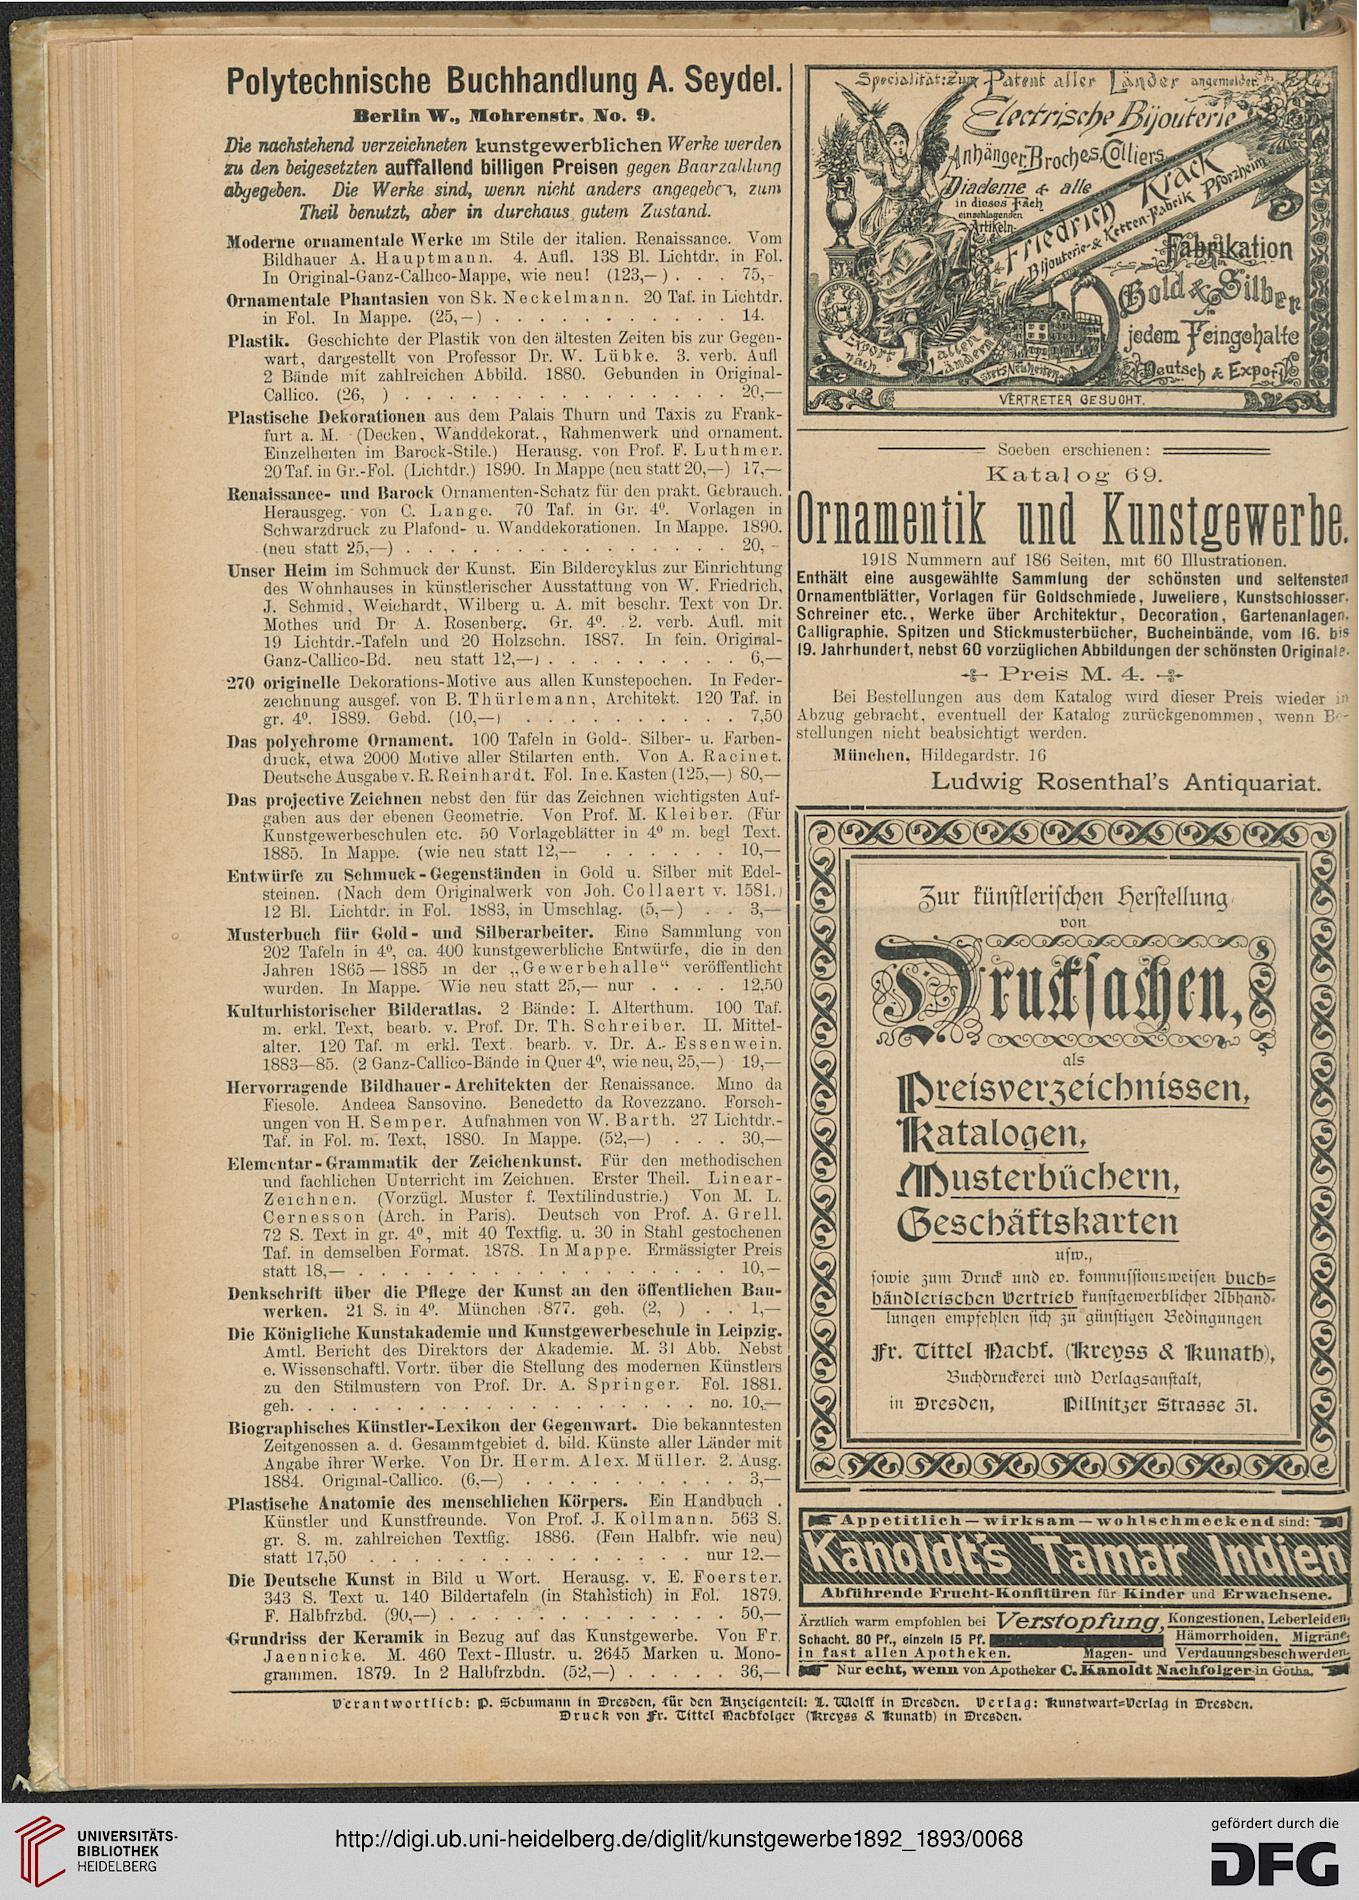 Polytechnische Buchhandlung A. Seydel.
Berlin W., Mohrenstr. No. 9.
Die nachstehend verzeichneten kunstgewerblichen Werke werden
zu den beigesetzten auffallend billigen Preisen gegen Baarzahlung
abgegeben. Die Werke sind, wenn nicht anders angegeben, zum
Theil benutzt, aber in durchaus gutem Zustand.
Moderne ornamentale Werke im Stile der italien. Renaissance. Vom
Bildhauer A. Hauptmann. 4. Aufl. 138 Bl. Lichtdr. in Fol.
In Original-Ganz-Callico-Mappe, wie neu! (123,—) . . . 75,-
Ornamentale Phantasien von Sk. Neckelmann. 20 Taf. in Lichtdr.
in Fol. In Mappe. (25,—) . . . . . . . . . . . 14.
Plastik. Geschichte der Plastik von den ältesten Zeiten bis zur Gegen-
wart, dargestellt von Professor Dr. W. Lübke. 3. verb. Aufl
2 Bände mit zahlreichen Abbild. 1880. Gebunden in Original-
Callico. (26, ) . . . . . . . . . . . . . . . . 20,—
Plastische Dekorationen aus dem Palais Thurn und Taxis zu Frank-
furt a. M. (Decken, Wanddekorat., Rahmenwerk und ornament.
Einzelheiten im Barock-Stile.) Herausg. von Prof. F. Luthmer.
20 Taf. in Gr.-Fol. (Lichtdr.) 1890. In Mappe (neu statt 20,—) 17,—
Renaissance- und Barock Ornamenten-Schatz für den prakt. Gebrauch.
Herausgeg. von C. Lange. 70 Taf. in Gr. 4º. Vorlagen in
Schwarzdruck zu Plafond- u. Wanddekorationen. In Mappe. 1890.
(neu statt 25,—) . . . . . . . . . . . . . . . . 20,-
Unser Heim im Schmuck der Kunst. Ein Bildercyklus zur Einrichtung
des Wohnhauses in künstlerischer Ausstattung von W. Friedrich,
J. Schmid, Weichardt, Wilberg u. A. mit beschr. Text von Dr.
Mothes und Dr A. Rosenberg. Gr. 4º. 2. verb. Aufl. mit
19 Lichtdr.-Tafeln und 20 Holzschn. 1887. In fein. Original-
Ganz-Callico-Bd. neu statt 12,—) . . . . . . . . . 6,—
270 originelle Dekorations-Motive aus allen Kunstepochen. In Feder-
zeichnung ausgef. von B. Thürlemann, Architekt. 120 Taf. in
gr. 4º. 1889. Gebd. (10,—) . . . . . . . . . . . 7,50
Das polychrome Ornament. 100 Tafeln in Gold-, Silber- u. Farben-
druck, etwa 2000 Motive aller Stilarten enth. Von A. Racinet.
Deutsche Ausgabe v. R. Reinhardt. Fol. In e. Kasten (125,—) 80,—
Das projective Zeichnen nebst den für das Zeichnen wichtigsten Auf-
gaben aus der ebenen Geometrie. Von Prof. M. Kleiber. (Für
Kunstgewerbeschulen etc. 50 Vorlageblätter in 4º m. begl Text.
1885. In Mappe. (wie neu statt 12,— . . . . . . 10,—
Entwürfe zu Schmuck-Gegenständen in Gold u. Silber mit Edel-
steinen. (Nach dem Originalwerk von Joh. Collaert v. 1581.)
12 Bl. Lichtdr. in Fol. 1883, in Umschlag. (5,—) . . 3,—
Musterbuch für Gold- und Silberarbeiter. Eine Sammlung von
202 Tafeln in 4º, ca. 400 kunstgewerbliche Entwürfe, die in den
Jahren 1865—1885 in der „Gewerbehalle“ veröffentlicht
wurden. In Mappe. Wie neu statt 25,— nur . . . . 12,50
Kulturhistorischer Bilderatlas. 2 Bände: I. Alterthum. 100 Taf.
m. erkl. Text, bearb. v. Prof. Dr. Th. Schreiber. II. Mittel-
alter. 120 Taf. m erkl. Text. bearb. v. Dr. A. Essenwein.
1883—85. (2 Ganz-Callico-Bände in Quer 4º, wie neu, 25,—) 19,—
Hervorragende Bildhauer-Architekten der Renaissance. Mino da
Fiesole. Andeea Sansovino. Benedetto da Rovezzano. Forsch-
ungen von H. Semper. Aufnahmen von W. Barth. 27 Lichtdr.-
Taf. in Fol. m. Text, 1880. In Mappe. (52,—) . . . 30,—
Elementar-Grammatik der Zeichenkunst. Für den methodischen
und fachlichen Unterricht im Zeichnen. Erster Theil. Linear-
Zeichnen. (Vorzügl. Muster f. Textilindustrie.) Von M. L.
Cernesson (Arch. in Paris). Deutsch von Prof. A. Grell.
72 S. Text in gr. 4º, mit 40 Textfig. u. 30 in Stahl gestochenen
Taf. in demselben Format. 1878. In Mappe. Ermässigter Preis
statt 18,— . . . . . . . . . . . . . . . . . . 10,—
Denkschrift über die Pflege der Kunst an den öffentlichen Bau-
werken. 21 S. in 4º. München 877. geh. (2, ) . . 1,—
Die Königliche Kunstakademie und Kunstgewerbeschule in Leipzig.
Amtl. Bericht des Direktors der Akademie. M. 31 Abb. Nebst
e. Wissenschaftl. Vortr. über die Stellung des modernen Künstlers
zu den Stilmustern von Prof. Dr. A. Springer. Fol. 1881.
geh. . . . . . . . . . . . . . . . . . . . no. 10,—
Biographisches Künstler-Lexikon der Gegenwart. Die bekanntesten
Zeitgenossen a. d. Gesammtgebiet d. bild. Künste aller Länder mit
Angabe ihrer Werke. Von Dr. Herm. Alex. Müller. 2. Ausg.
1884. Original-Callico. (6,—) . . . . . . . . . . 3,—
Plastische Anatomie des menschlichen Körpers. Ein Handbuch .
Künstler und Kunstfreunde. Von Prof. J. Kollmann. 563 S.
gr. 8. m. zahlreichen Textfig. 1886. (Fein Halbfr. wie neu)
statt 17,50 . . . . . . . . . . . . . . . . nur 12.—
Die Deutsche Kunst in Bild u Wort. Herausg. v. E. Foerster.
343 S. Text u. 140 Bildertafeln (in Stahlstich) in Fol. 1879.
F. Halbfrzbd. (90,—) . . . . . . . . . . . . . 50,—
Grundriss der Keramik in Bezug auf das Kunstgewerbe. Von Fr.
Jaennicke. M. 460 Text-Illustr. u. 2645 Marken u. Mono-
grammen. 1879. In 2 Halbfrzbdn. (52,—) . . . . . 36,—
Specialität: Zum Patent aller Länder angemeldet.
Electrische Bijouterie
Anhänger, Broches, Colliers
Diademe & alle
in dieses Fach
einschlagenden
Artikeln
Friedrich Krack
Bijouterie- & Ketten-Fabrik Pforzheim
Fabrikation
in
Gold & Silber
in
jedem Feingehalte
Deutsch & Export
Export
nach
allen
Ländern
stets Neuheiten
VERTRETER GESUCHT.
Soeben erschienen:
Katalog 69.
Ornamentik und Kunstgewerbe.
1918 Nummern auf 186 Seiten, mit 60 Illustrationen.
Enthält eine ausgewählte Sammlung der schönsten und seltensten
Ornamentblätter, Vorlagen für Goldschmiede, Juweliere, Kunstschlosser,
Schreiner etc., Werke über Architektur, Decoration, Gartenanlagen,
Calligraphie, Spitzen und Stickmusterbücher, Bucheinbände, vom 16. bis
19. Jahrhundert, nebst 60 vorzüglichen Abbildungen der schönsten Originale.
Preis M. 4.
Bei Bestellungen aus dem Katalog wird dieser Preis wieder in
Abzug gebracht, eventuell der Katalog zurückgenommen, wenn Be-
stellungen nicht beabsichtigt werden.
München, Hildegardstr. 16
Ludwig Rosenthal's Antiquariat.
Zur künstlerischen Herstellung
von
Drucksachen,
als
Preisverzeichnissen,
Katalogen,
Musterbüchern,
Geschäftskarten
usw.,
sowie zum Druck und ev. kommissionsweisen buch-
händlerischen Vertrieb kunstgewerblicher Abhand-
lungen empfehlen sich zu günstigen Bedingungen
Fr. Tittel Nachf. (Kreyss & Kunath),
Buchdruckerei und Verlagsanstalt,
in Dresden, Pillnitzer Strasse 51.
Appetitlich — wirksam — wohlschmeckend sind:
Kanoldt's Tamar Indien
Abführende Frucht-Konfitüren für Kinder und Erwachsene.
Ärztlich warm empfohlen bei Verstopfung, Kongestionen, Leberleiden,
Schacht. 80 Pf., einzeln 15 Pf. Hämorrhoiden, Migräne,
in fast allen Apotheken. Magen- und Verdauungsbeschwerden.
Nur echt, wenn von Apotheker C. Kanoldt Nachfolger in Gotha.
Verantwortlich: P. Schumann in Dresden, für den Anzeigenteil: L. Wolff in Dresden. Verlag: Kunstwart-Verlag in Dresden.
Druck von Fr. Tittel Nachfolger (Kreyss & Kunath) in Dresden.
UNIVERSITÄTS-
BIBLIOTHEK
HEIDELBERG
http://digi.ub.uni-heidelberg.de/diglit/kunstgewerbe1892_1893/0068
gefördert durch die
DFG